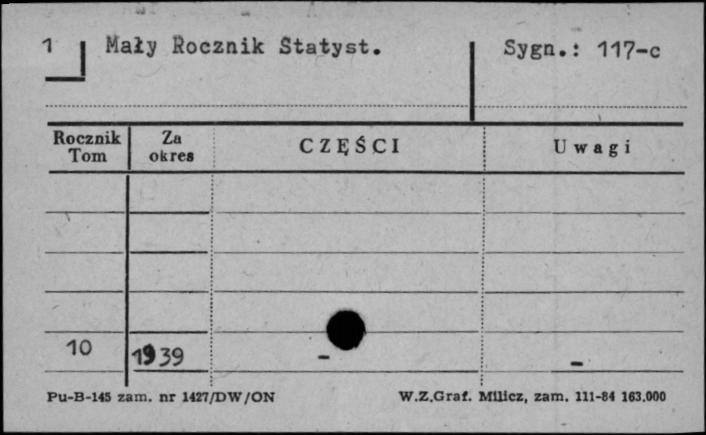 1 Mały Rocznik Statyst. Sygn.: 117-c
Rocznik Tom Za okres CZĘŚCI Uwagi
10 1939 - -
Pu-B-145 zam. nr 1427/DW/ON W.Z.Graf. Milicz, zam. 111-84 163.000